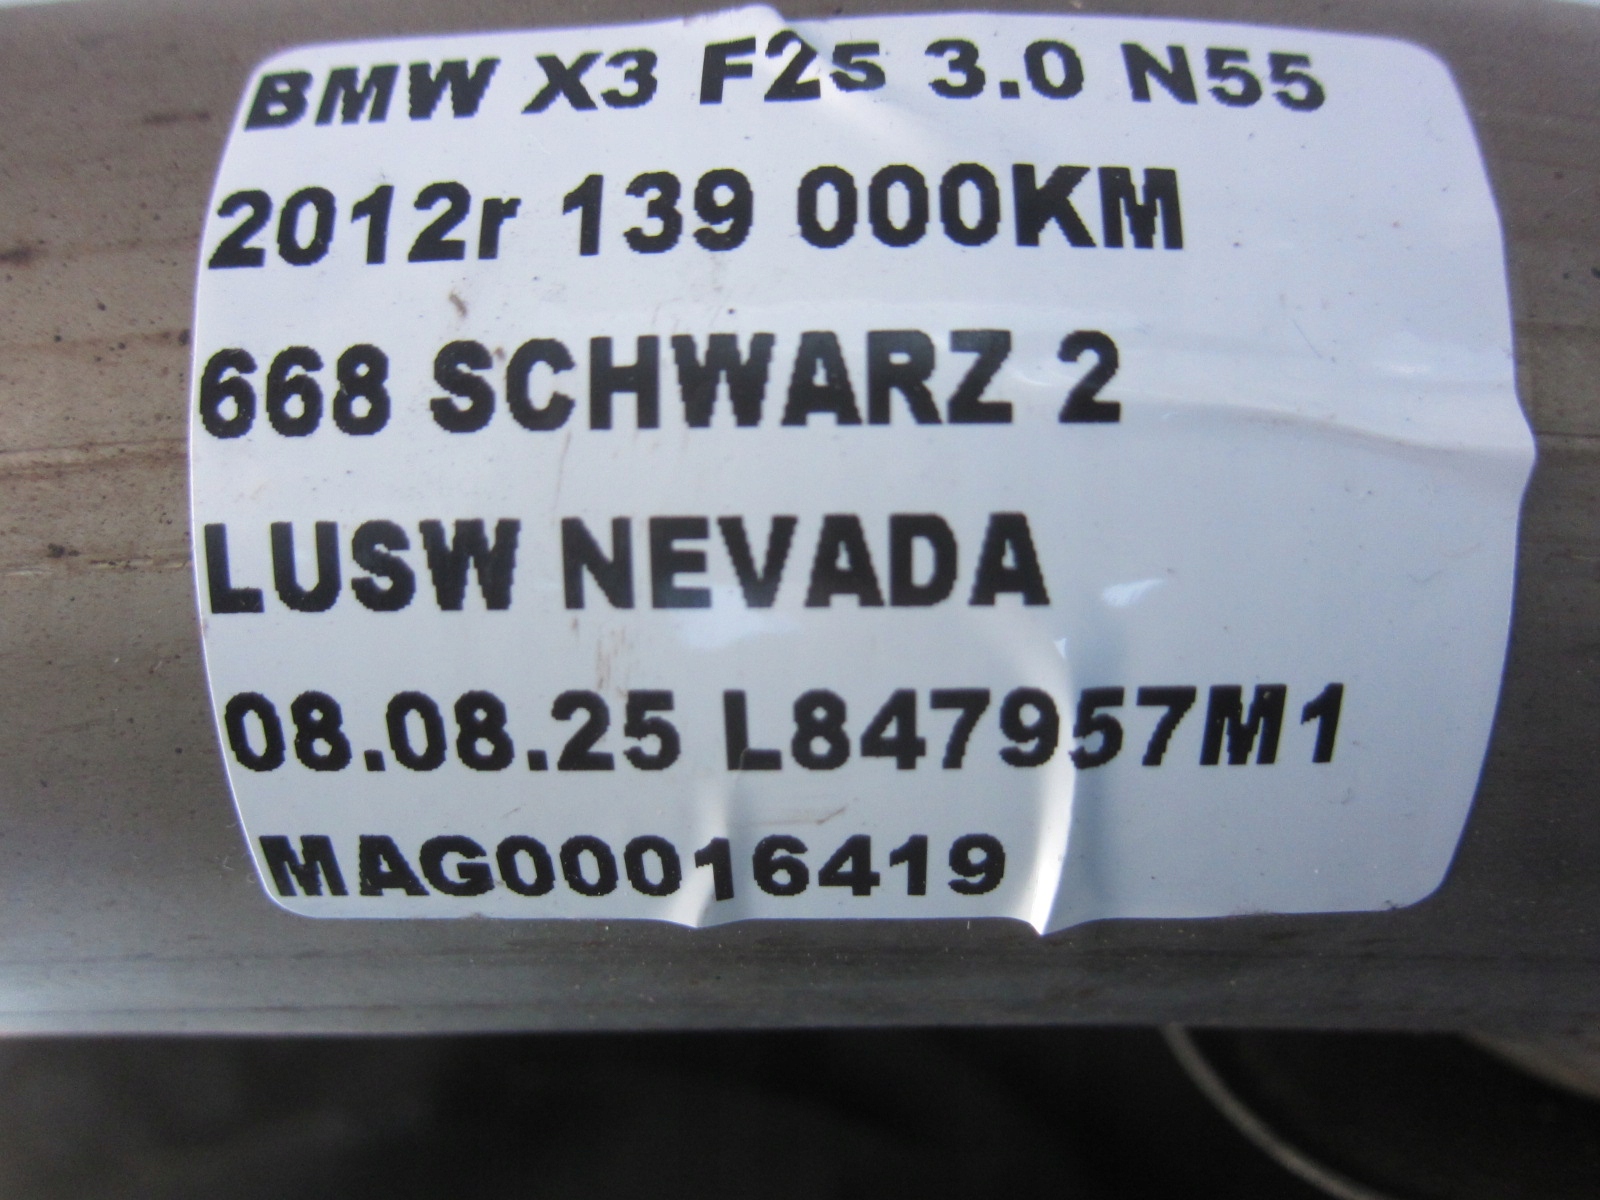 BMW X3 F25 3.0 N55
2012r 139 000KM
668 SCHWARZ 2
LUSW NEVADA
08.08.25 L847957M1
MAG00016419